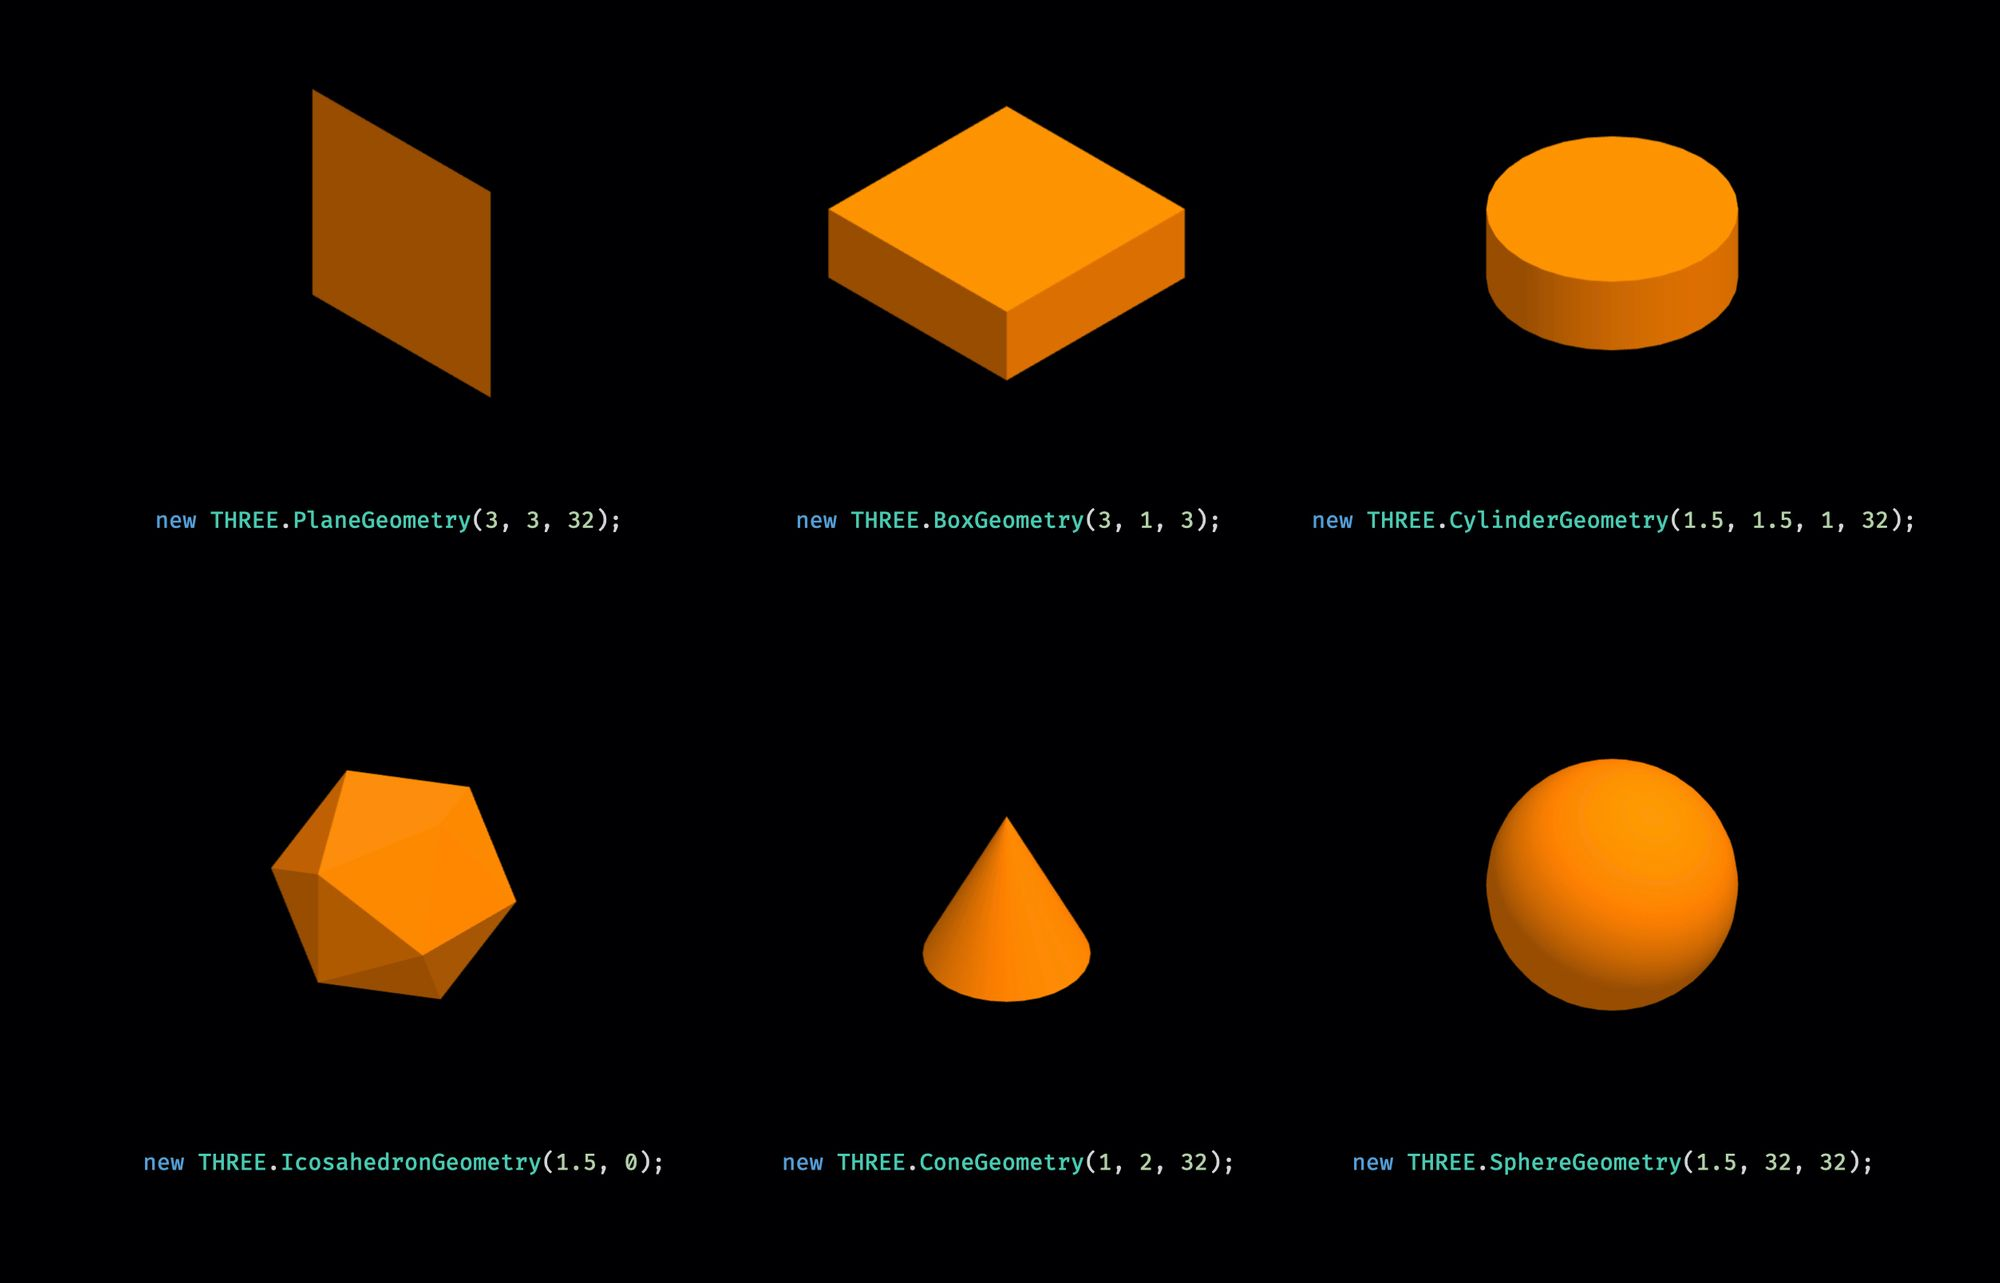 new THREE.PlaneGeometry(3, 3, 32);
new THREE.BoxGeometry(3, 1, 3);
new THREE.CylinderGeometry(1.5, 1.5, 1, 32);
new THREE.IcosahedronGeometry(1.5, 0);
new THREE.ConeGeometry(1, 2, 32);
new THREE.SphereGeometry(1.5, 32, 32);